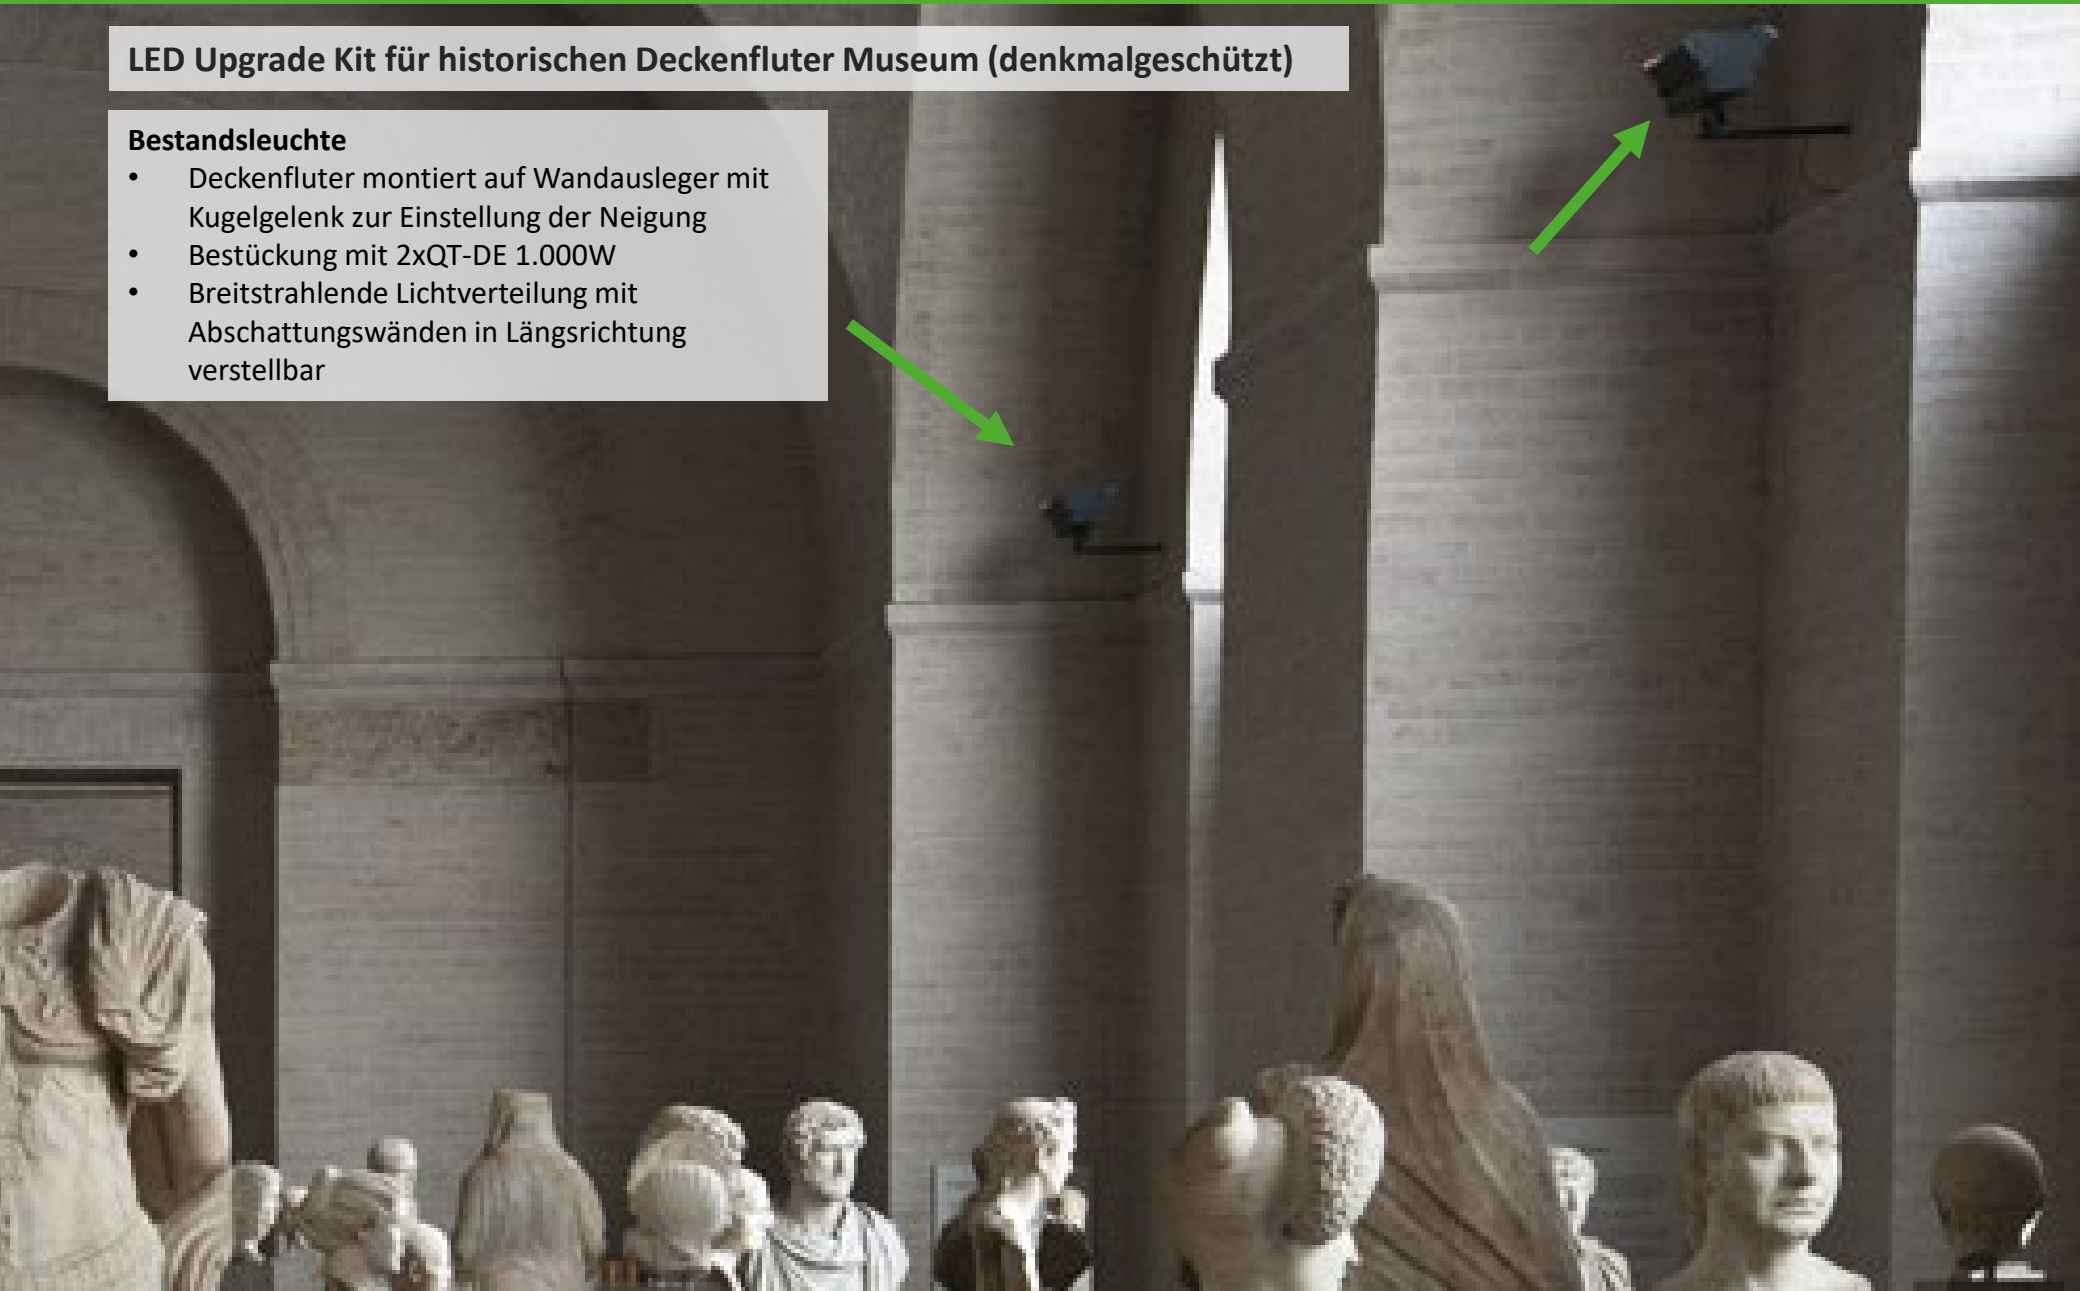 LED Upgrade Kit für historischen Deckenfluter Museum (denkmalgeschützt)
Bestandsleuchte
• Deckenfluter montiert auf Wandausleger mit
Kugelgelenk zur Einstellung der Neigung
• Bestückung mit 2xQT-DE 1.000W
• Breitstrahlende Lichtverteilung mit
Abschattungswänden in Längsrichtung
verstellbar